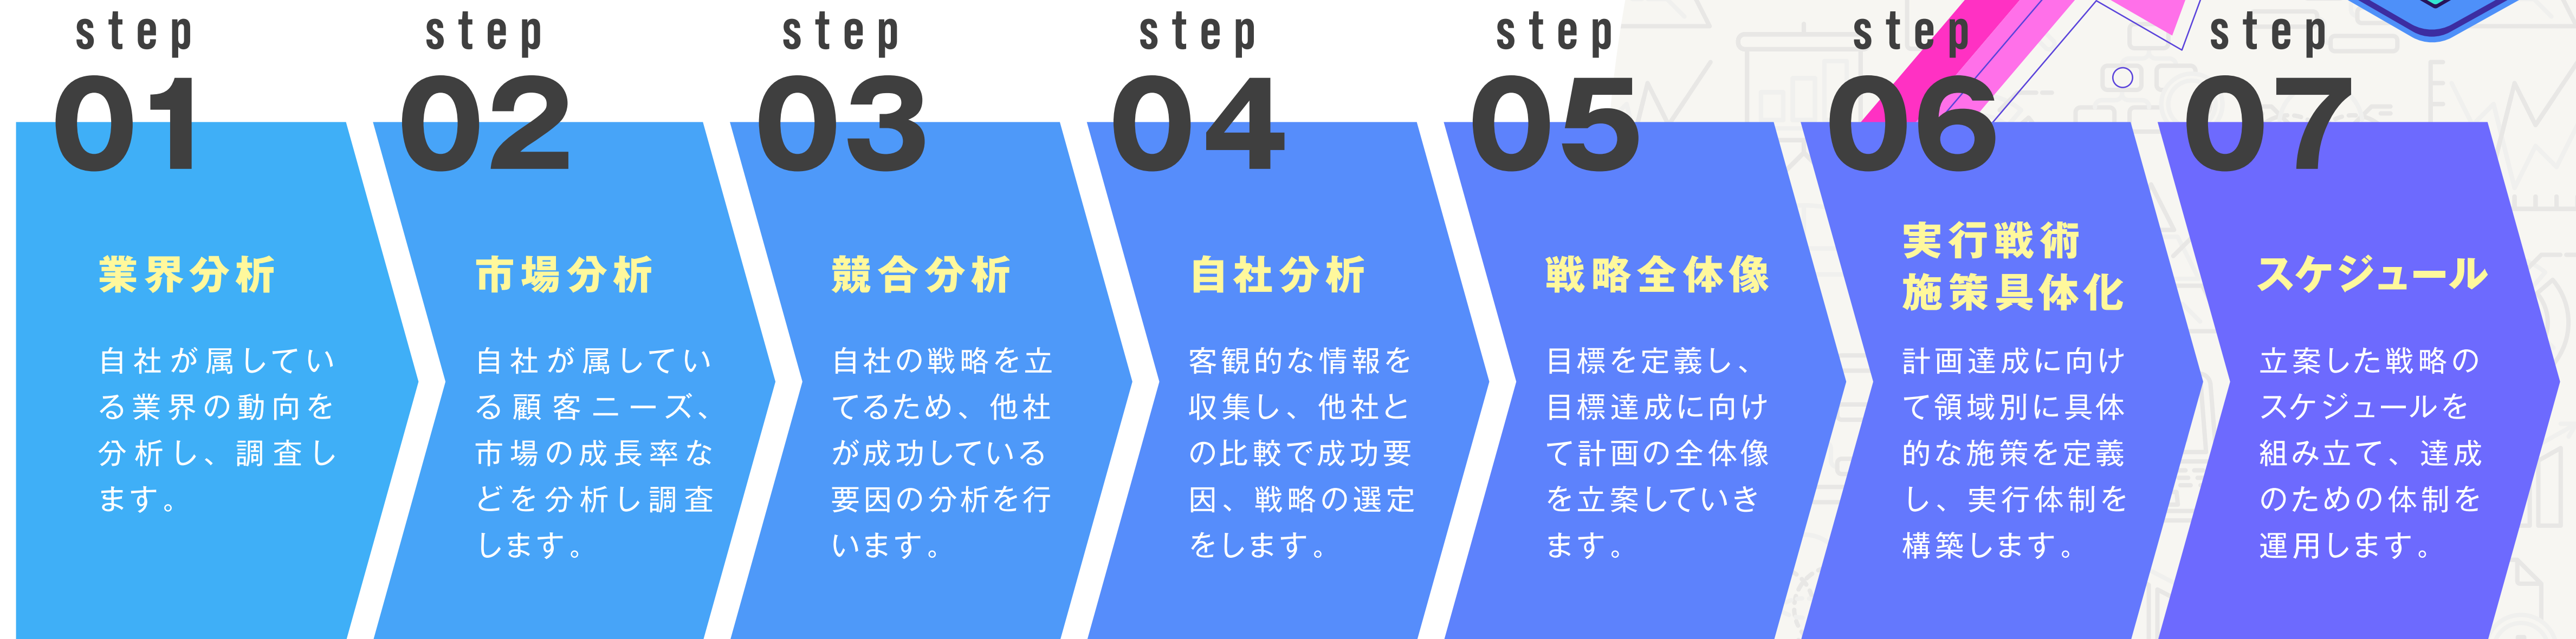 step
01
業界分析
自社が属してい
る業界の動向を
分析し、調査し
ます。
step
02
市場分析
自社が属してい
る顧客ニーズ、
市場の成長率な
どを分析し調査
します。
step
03
競合分析
自社の戦略を立
てるため、他社
が成功している
要因の分析を行
います。
step
04
自社分析
客観的な情報を
収集し、他社と
の比較で成功要
因、戦略の選定
をします。
step
05
戦略全体像
目標を定義し、
目標達成に向け
て計画の全体像
を立案していき
ます。
step
06
実行戦術
施策具体化
計画達成に向け
て領域別に具体
的な施策を定義
し、実行体制を
構築します。
step
07
スケジュール
立案した戦略の
スケジュールを
組み立て、達成
のための体制を
運用します。